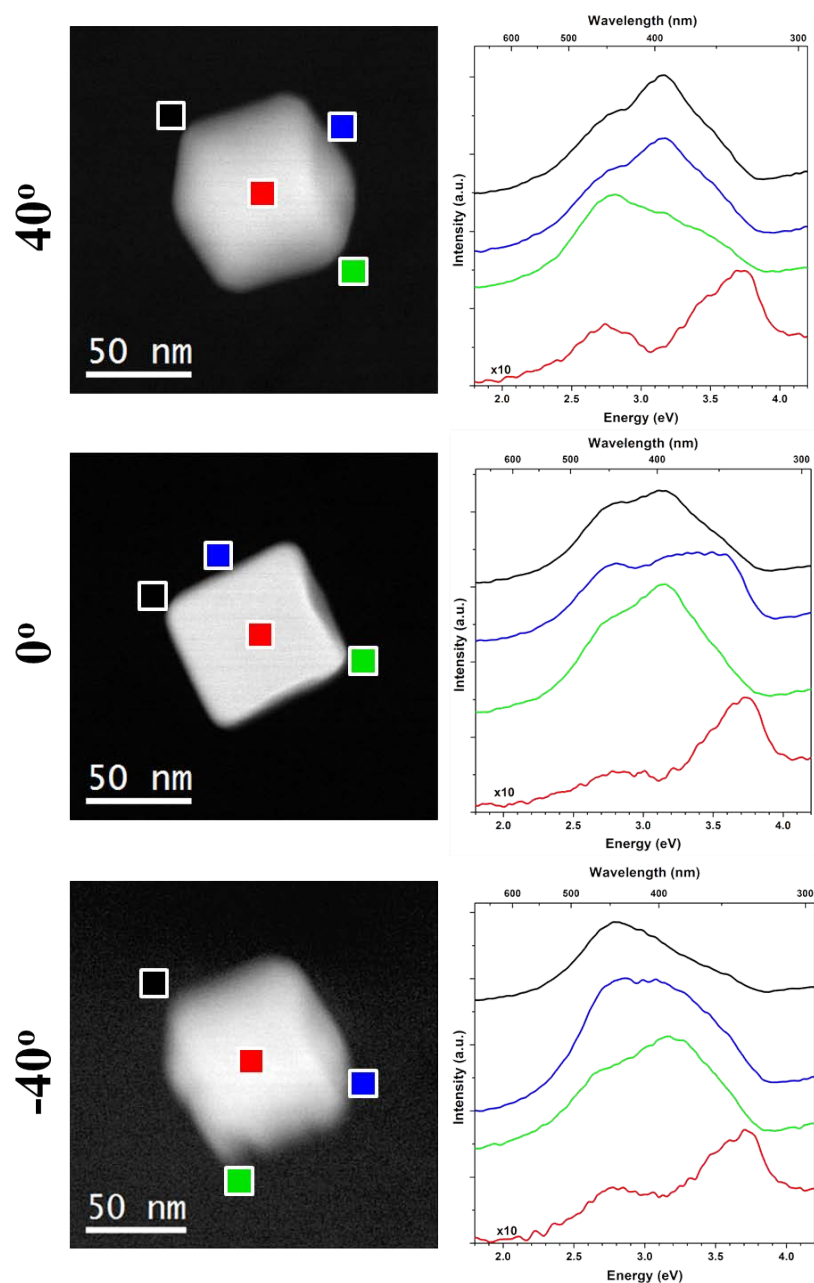 40º
50 nm
Wavelength (nm)
600 500 400 300
Intensity (a.u.)
x10
2.0 2.5 3.0 3.5 4.0
Energy (eV)
0º
50 nm
Wavelength (nm)
600 500 400 300
Intensity (a.u.)
x10
2.0 2.5 3.0 3.5 4.0
Energy (eV)
-40º
50 nm
Wavelength (nm)
600 500 400 300
Intensity (a.u.)
x10
2.0 2.5 3.0 3.5 4.0
Energy (eV)